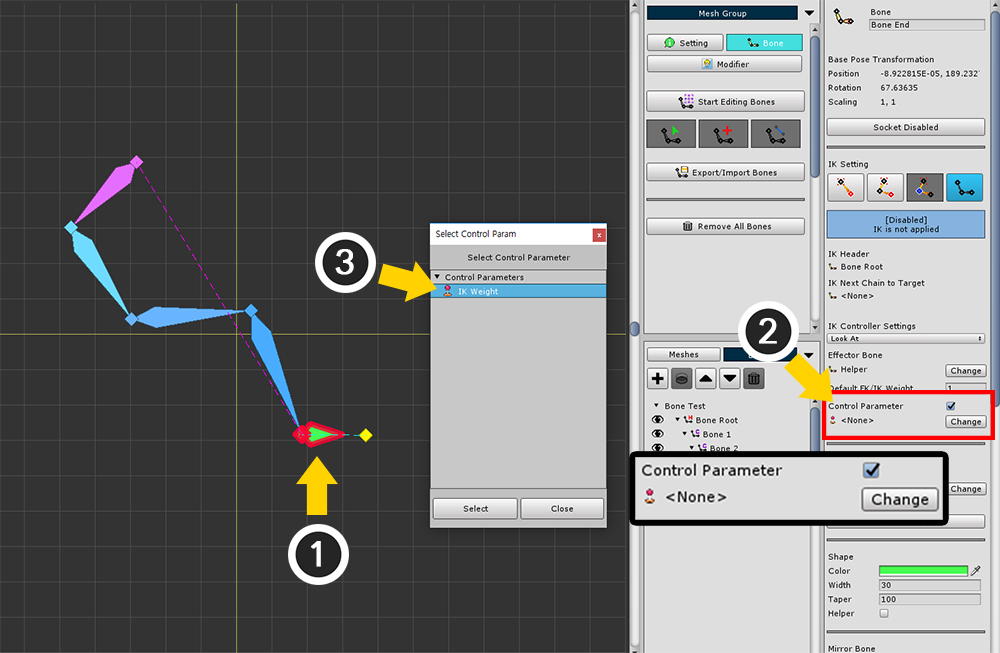 Mesh Group
Setting
Bone
Modifier
Start Editing Bones
Export/Import Bones
Remove All Bones
Meshes
Bone Test
Bone Root
Bone 1
Bone 2
Bone
Bone End
Base Pose Transformation
Position -8.922815E-05, 189.232
Rotation 67.63635
Scaling 1, 1
Socket Disabled
IK Setting
[Disabled]
IK is not applied
IK Header
Bone Root
IK Next Chain to Target
<None>
IK Controller Settings
Look At
Effector Bone
Helper Change
Default FK/IK Weight 1
Control Parameter
<None> Change
Control Parameter
<None> Change
Change
Shape
Color
Width 30
Taper 100
Helper
Mirror Bone
Select Control Param
x
Select Control Parameter
Control Parameters
IK Weight
Select Close
1
2
3